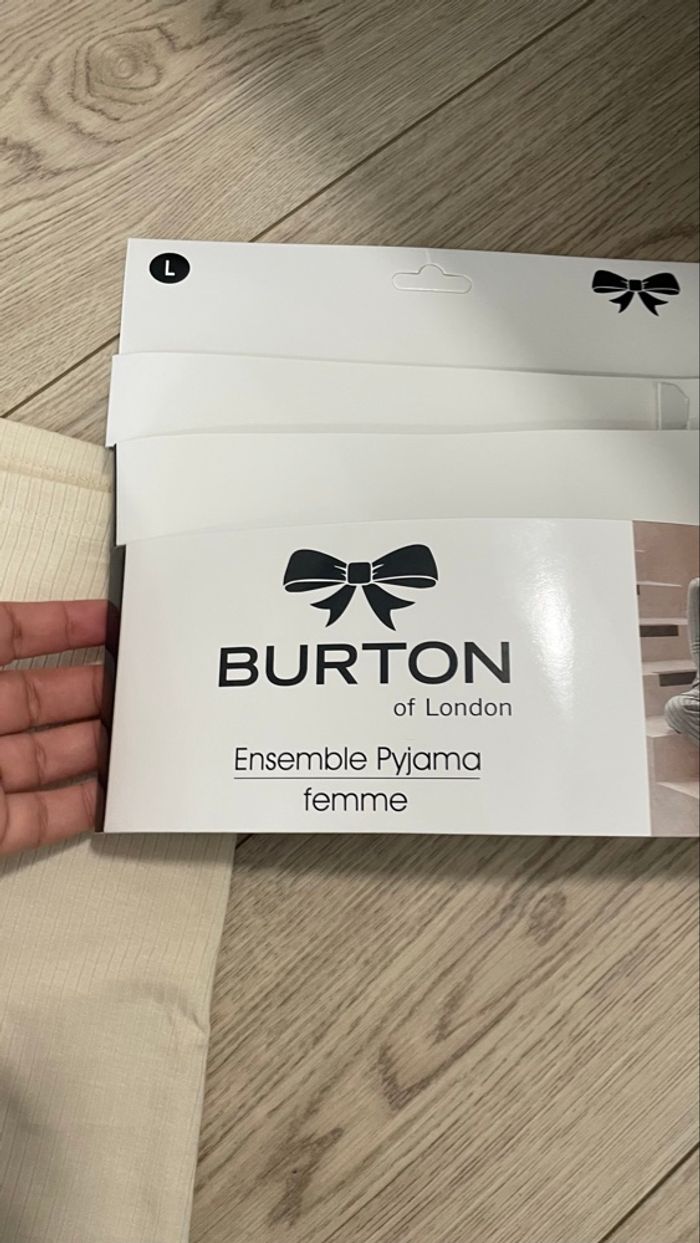 L
BURTON
of London
Ensemble Pyjama
femme